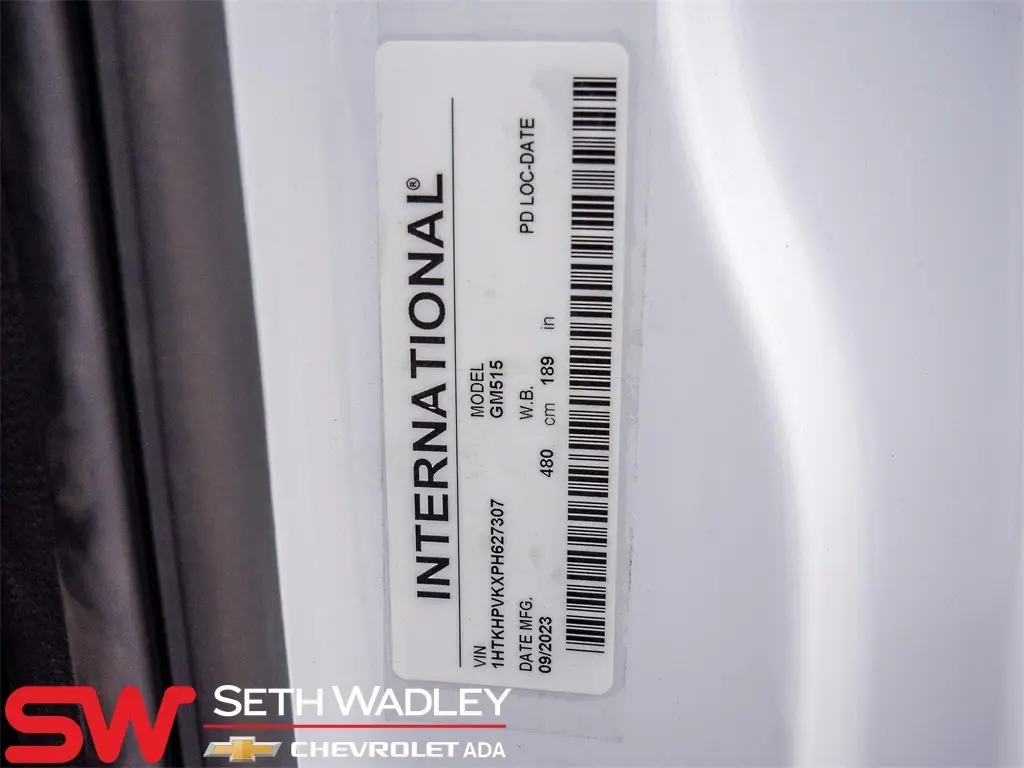 INTERNATIONAL®
VIN
1HTKHPVKXPH627307
MODEL
GM515
DATE MFG.
09/2023
W.B.
480 cm 189 in
PD LOC-DATE
SW
SETH WADLEY
CHEVROLET ADA